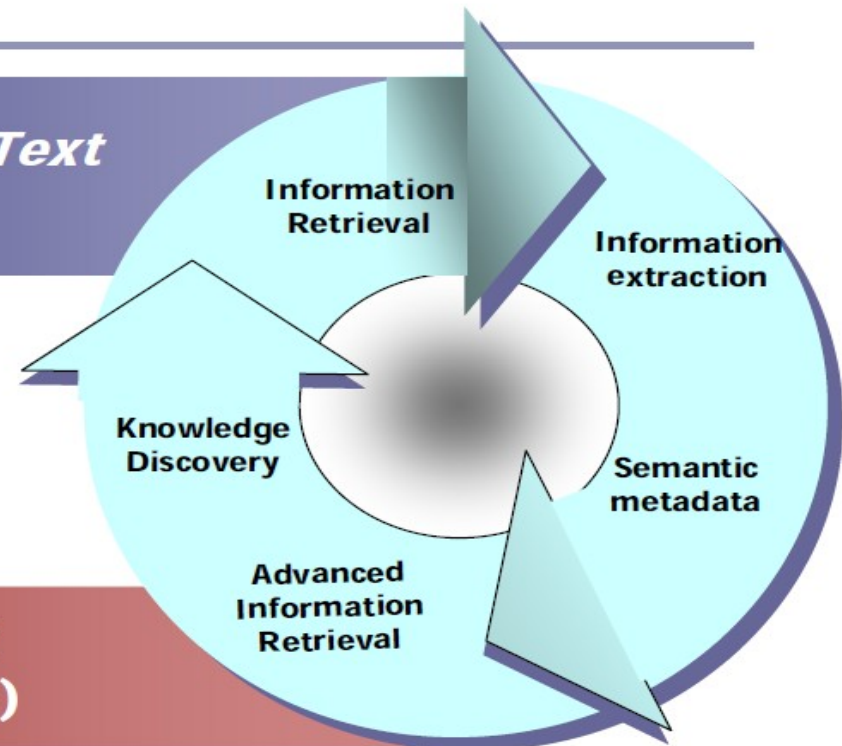 Text
Information
Retrieval
Information
extraction
Knowledge
Discovery
Semantic
metadata
Advanced
Information
Retrieval
)